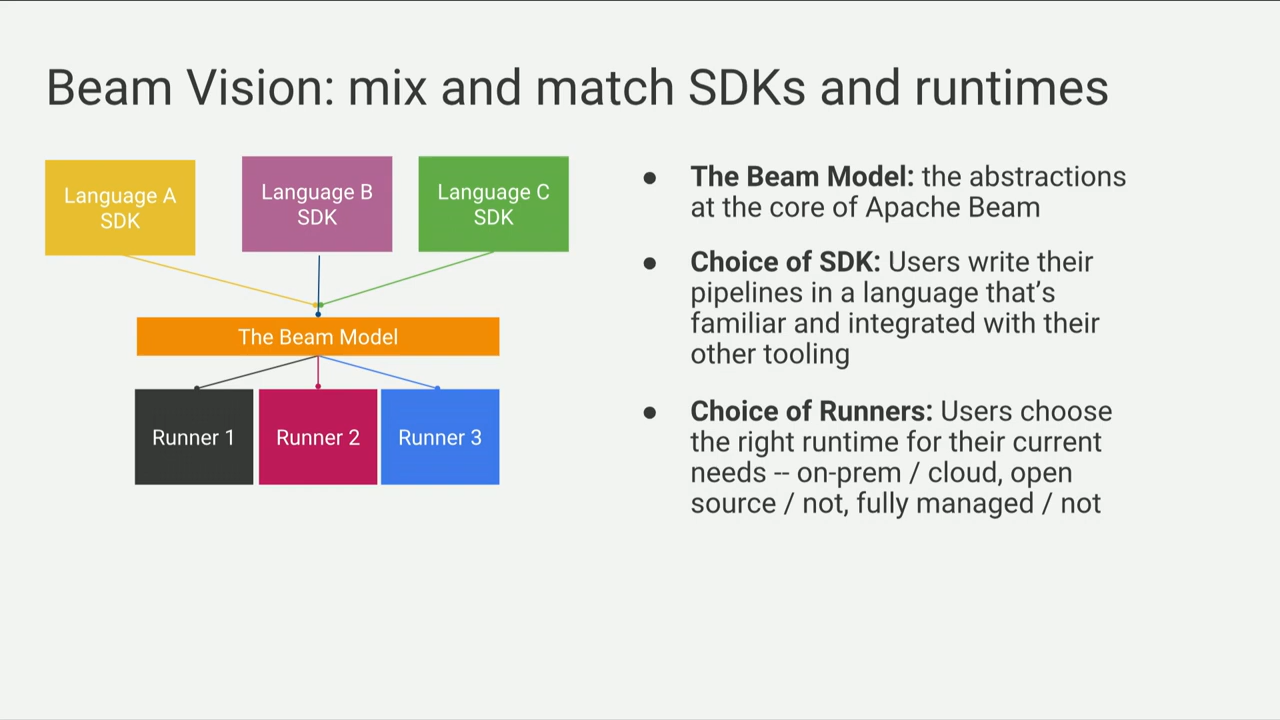 Beam Vision: mix and match SDKs and runtimes
Language A
SDK
Language B
SDK
Language C
SDK
The Beam Model
Runner 1
Runner 2
Runner 3
● The Beam Model: the abstractions
at the core of Apache Beam
● Choice of SDK: Users write their
pipelines in a language that’s
familiar and integrated with their
other tooling
● Choice of Runners: Users choose
the right runtime for their current
needs -- on-prem / cloud, open
source / not, fully managed / not